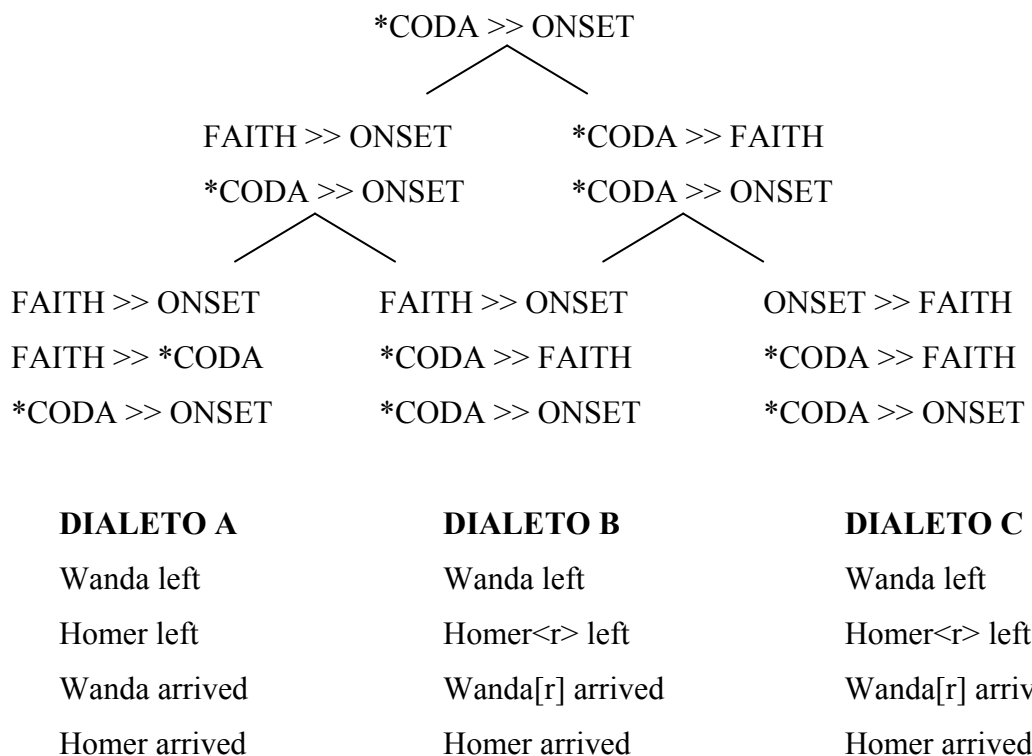 *CODA >> ONSET
FAITH >> ONSET *CODA >> FAITH
*CODA >> ONSET *CODA >> ONSET
FAITH >> ONSET FAITH >> ONSET ONSET >> FAITH
FAITH >> *CODA *CODA >> FAITH *CODA >> FAITH
*CODA >> ONSET *CODA >> ONSET *CODA >> ONSET
DIALETO A DIALETO B DIALETO C
Wanda left Wanda left Wanda left
Homer left Homer<r> left Homer<r> left
Wanda arrived Wanda[r] arrived Wanda[r] arriv
Homer arrived Homer arrived Homer arrived